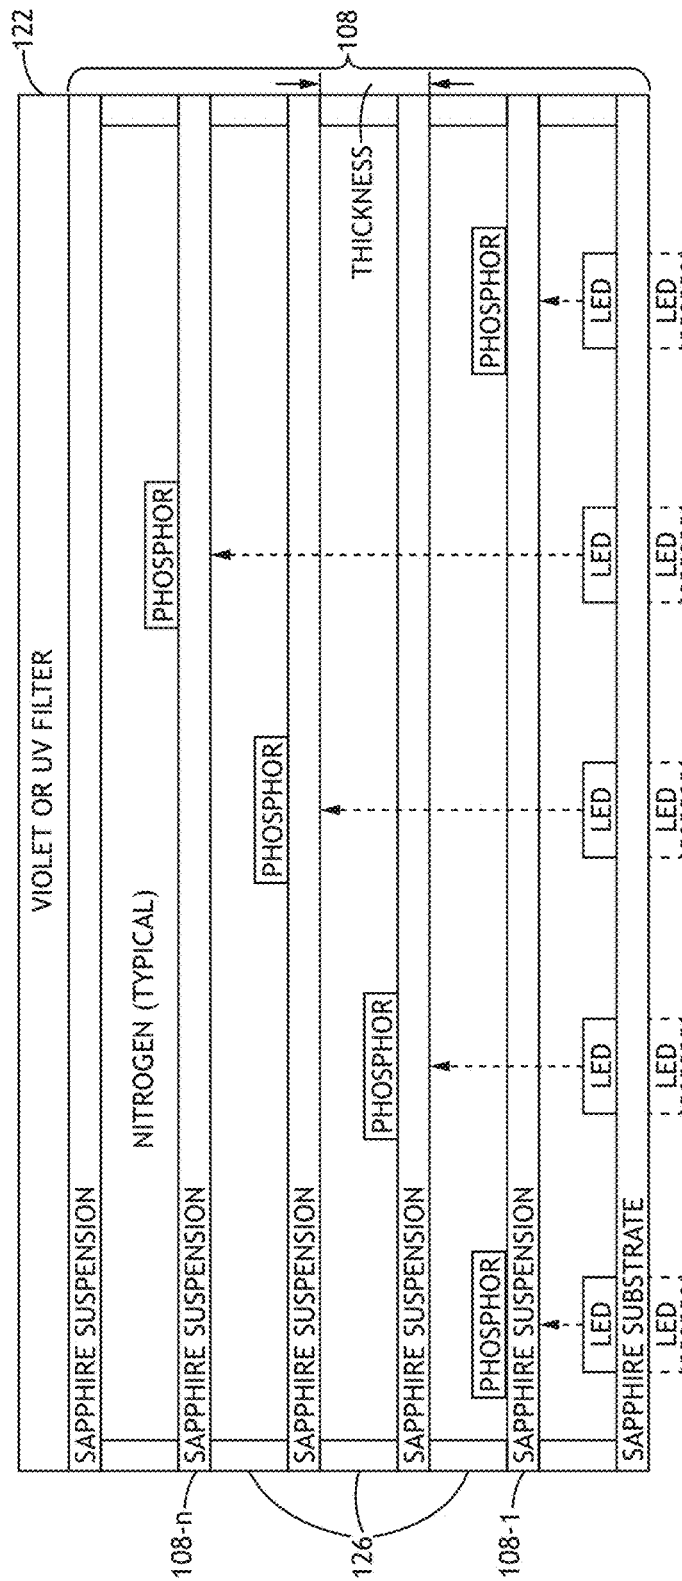 122
VIOLET OR UV FILTER
SAPPHIRE SUSPENSION
NITROGEN (TYPICAL)
PHOSPHOR
108-n
SAPPHIRE SUSPENSION
PHOSPHOR
SAPPHIRE SUSPENSION
108
THICKNESS
126
PHOSPHOR
SAPPHIRE SUSPENSION
PHOSPHOR
PHOSPHOR
108-1
SAPPHIRE SUSPENSION
LED
LED
LED
LED
LED
SAPPHIRE SUBSTRATE
LED
LED
LED
LED
LED